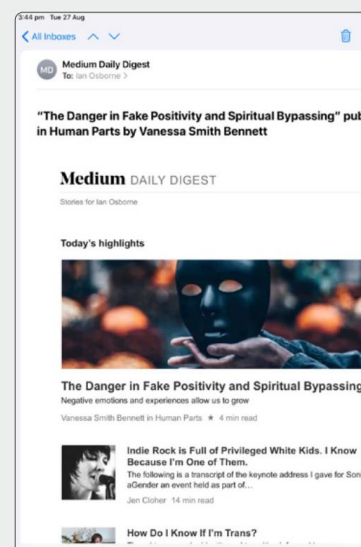 3:44 pm Tue 27 Aug
All Inboxes
MD
Medium Daily Digest
To: Ian Osborne >
"The Danger in Fake Positivity and Spiritual Bypassing" pub
in Human Parts by Vanessa Smith Bennett
Medium DAILY DIGEST
Stories for Ian Osborne
Today's highlights
The Danger in Fake Positivity and Spiritual Bypassing
Negative emotions and experiences allow us to grow
Vanessa Smith Bennett in Human Parts ★ 4 min read
Indie Rock is Full of Privileged White Kids. I Know
Because I'm One of Them.
The following is a transcript of the keynote address I gave for Soni
aGender an event held as part of...
Jen Cloher 14 min read
How Do I Know If I'm Trans?